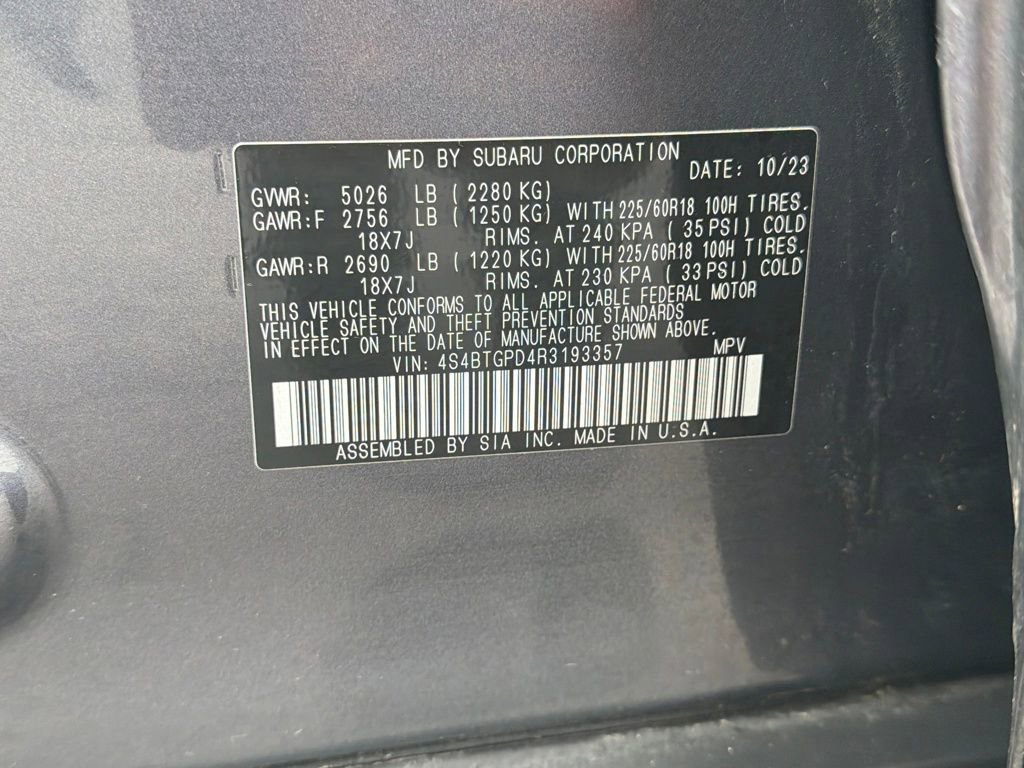 MFD BY SUBARU CORPORATION DATE: 10/23
GVWR: 5026 LB ( 2280 KG)
GAWR:F 2756 LB ( 1250 KG) WITH 225/60R18 100H TIRES.
18X7J RIMS. AT 240 KPA ( 35 PSI) COLD
GAWR:R 2690 LB ( 1220 KG) WITH 225/60R18 100H TIRES.
18X7J RIMS. AT 230 KPA ( 33 PSI) COLD
THIS VEHICLE CONFORMS TO ALL APPLICABLE FEDERAL MOTOR
VEHICLE SAFETY AND THEFT PREVENTION STANDARDS
IN EFFECT ON THE DATE OF MANUFACTURE SHOWN ABOVE.
VIN: 4S4BTGPD4R3193357 MPV
ASSEMBLED BY SIA INC. MADE IN U.S.A.